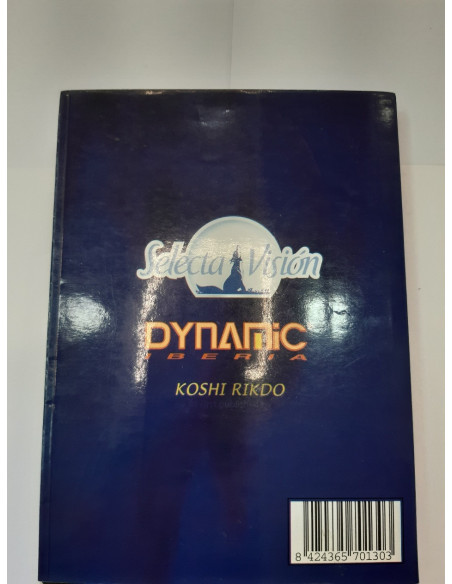 Selecta Visión
DYNAMIC
IBERIA
KOSHI RIKDO
8 424365 701303